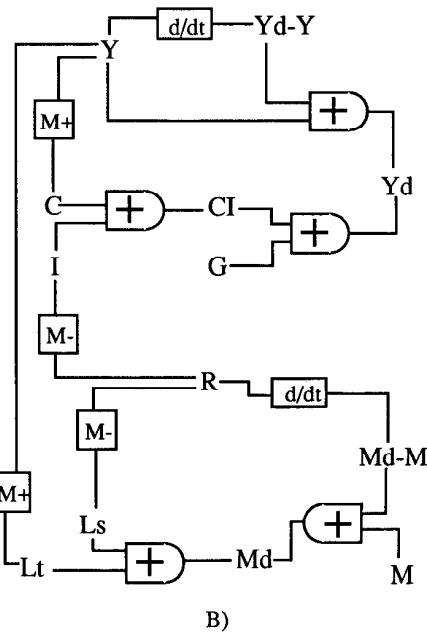 d/dt
Yd-Y
Y
+
M+
Yd
C
+
CI
+
I
G
M-
R
d/dt
M-
Md-M
M+
Ls
+
+
Lt
Md
M
B)